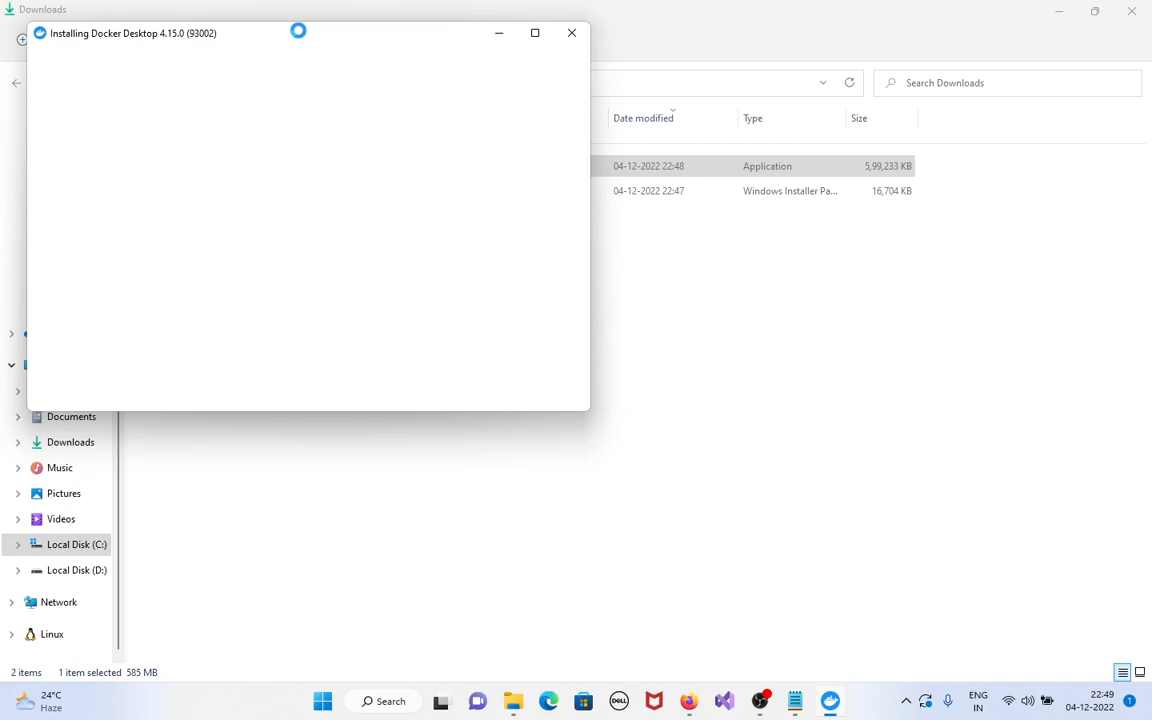 Downloads
Installing Docker Desktop 4.15.0 (93002)
Search Downloads
Date modified
Type
Size
04-12-2022 22:48
Application
5,99,233 KB
04-12-2022 22:47
Windows Installer Pa...
16,704 KB
Documents
Downloads
Music
Pictures
Videos
Local Disk (C:)
Local Disk (D:)
Network
Linux
2 items
1 item selected 585 MB
24°C
Haze
Search
DELL
ENG
IN
22:49
04-12-2022
1